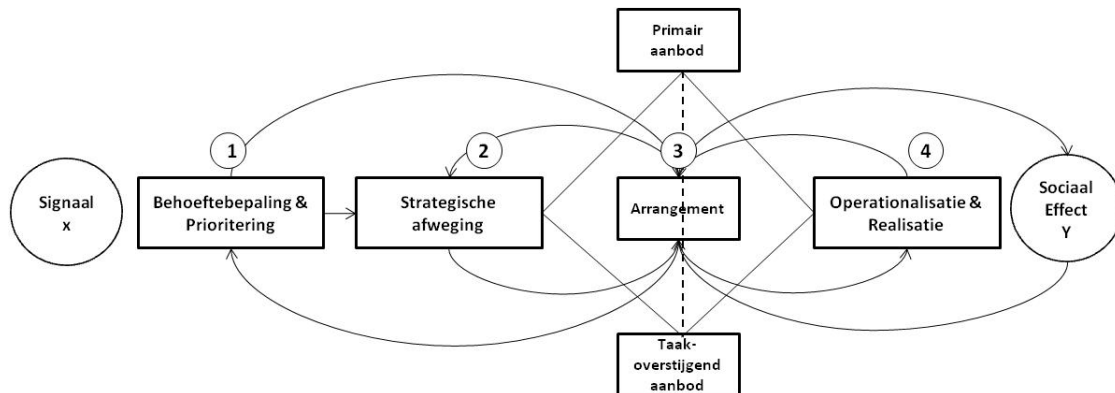 Primair
aanbod
1
2
3
4
Signaal
x
Behoeftebepaling &
Prioritering
Strategische
afweging
Arrangement
Operationalisatie &
Realisatie
Sociaal
Effect
Y
Taak-
overstijgend
aanbod